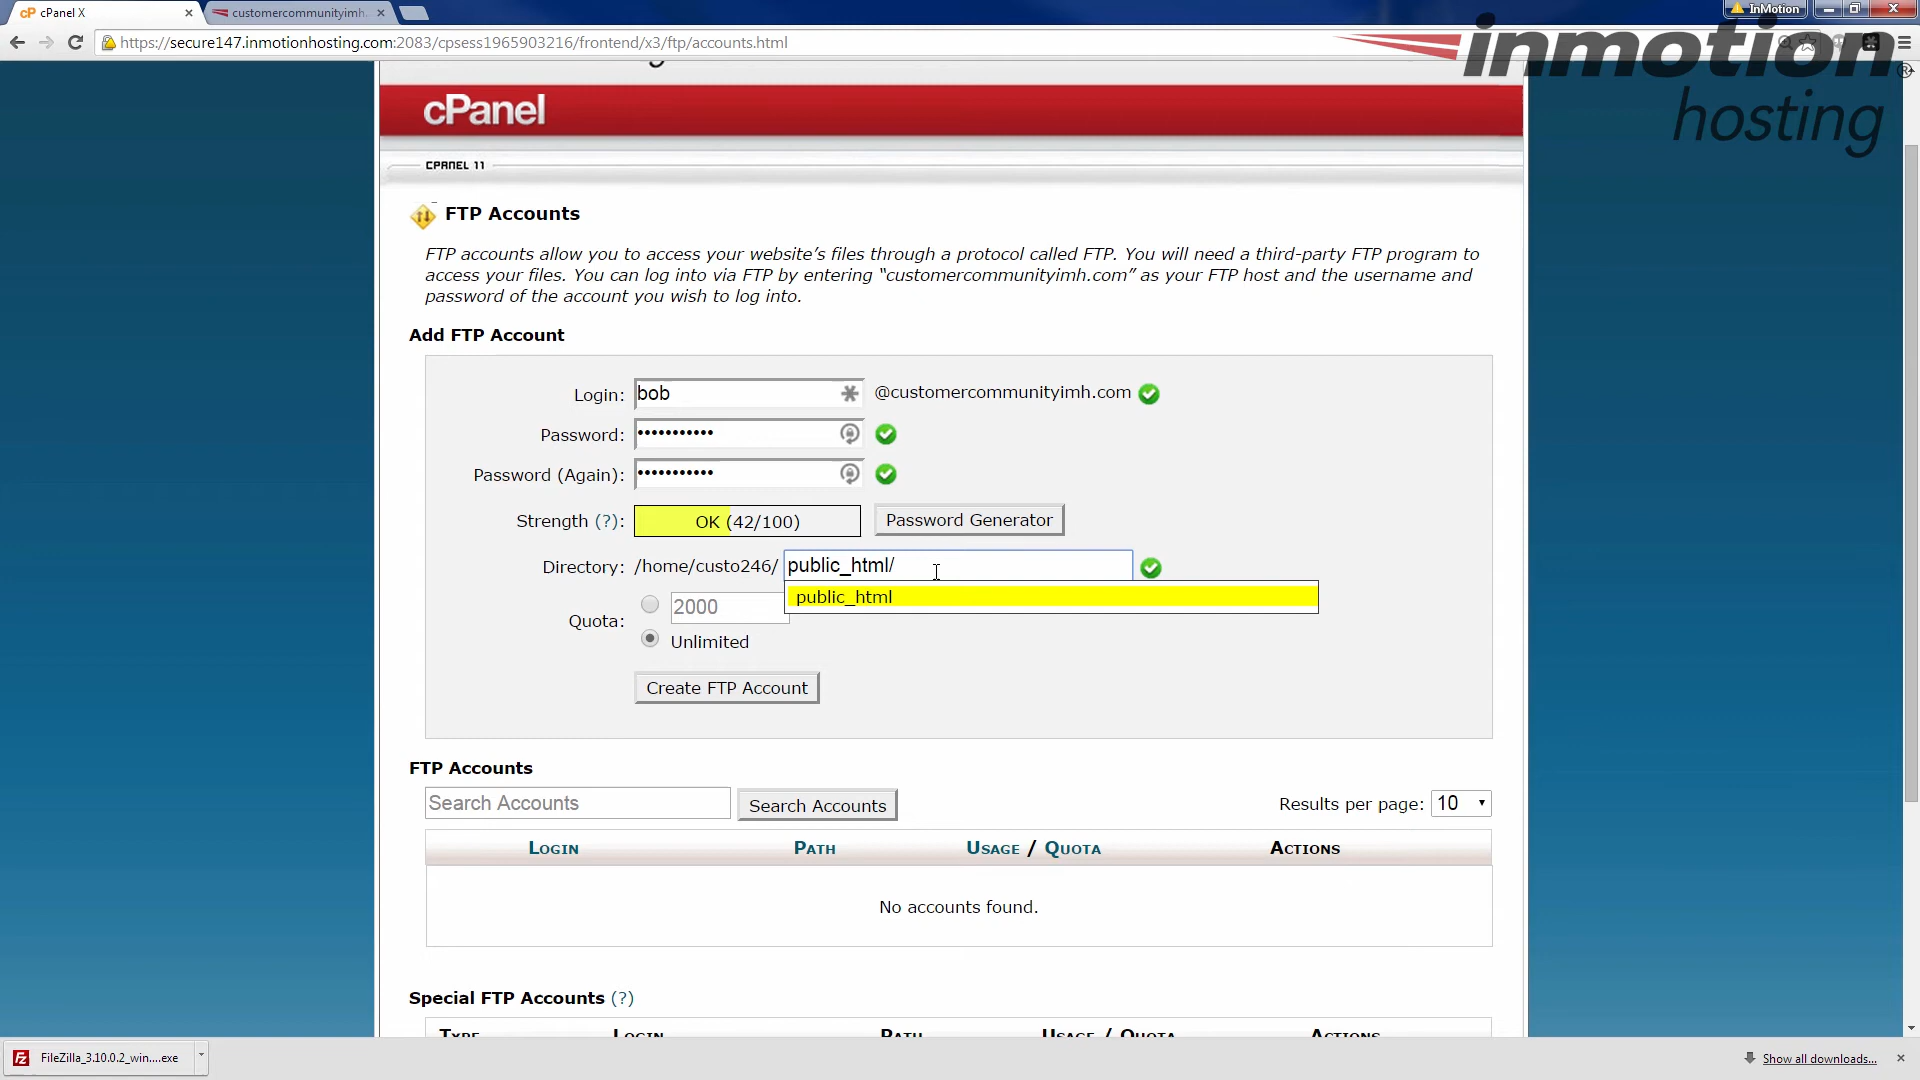 cPanel X
customercommunityimh.
InMotion
https://secure147.inmotionhosting.com:2083/cpsess1965903216/frontend/x3/ftp/accounts.html
inmotion
hosting
cPanel
CPANEL 11
FTP Accounts
FTP accounts allow you to access your website's files through a protocol called FTP. You will need a third-party FTP program to
access your files. You can log into via FTP by entering "customercommunityimh.com" as your FTP host and the username and
password of the account you wish to log into.
Add FTP Account
Login: bob @customercommunityimh.com
Password: •••••••••••
Password (Again): •••••••••••
Strength (?): OK (42/100) Password Generator
Directory: /home/custo246/ public_html/
public_html
Quota: 2000
Unlimited
Create FTP Account
FTP Accounts
Search Accounts Search Accounts Results per page: 10
Login Path Usage / Quota Actions
No accounts found.
Special FTP Accounts (?)
Type Login Path Usage / Quota Actions
FileZilla_3.10.0.2_win....exe
Show all downloads...